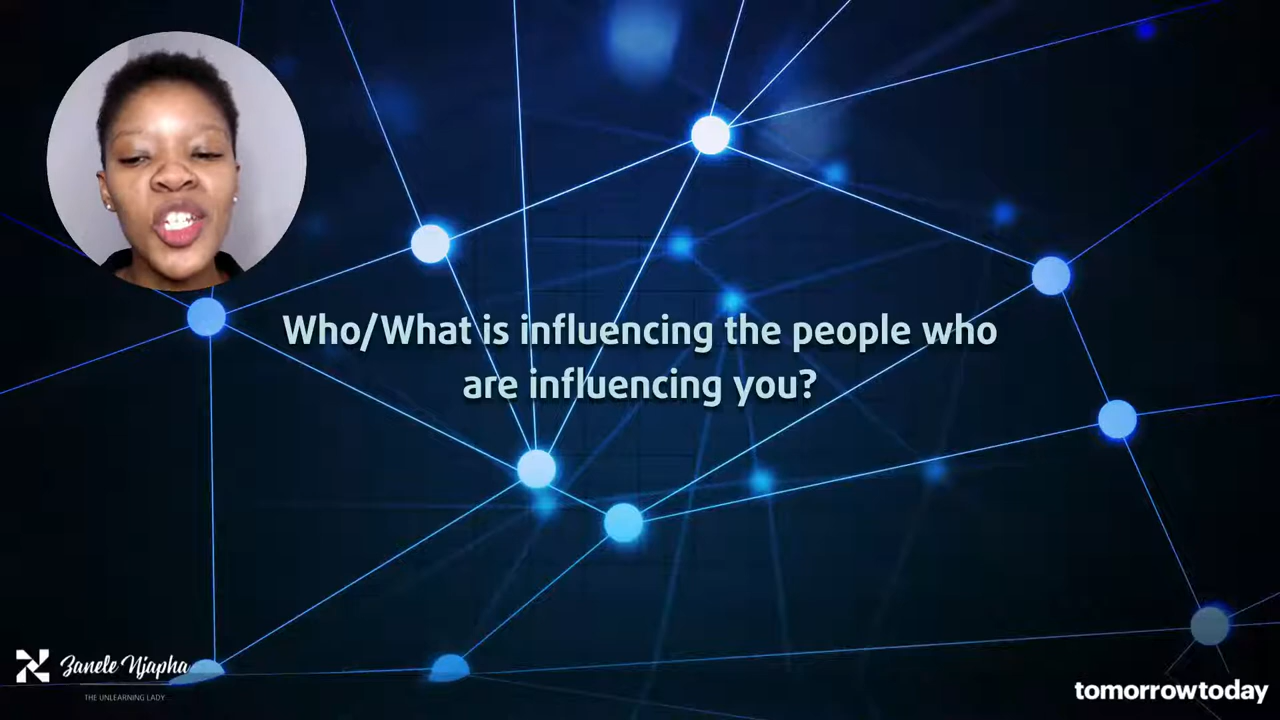 Who/What is influencing the people who
are influencing you?
Zanele Njapha
THE UNLEARNING LADY
tomorrowtoday